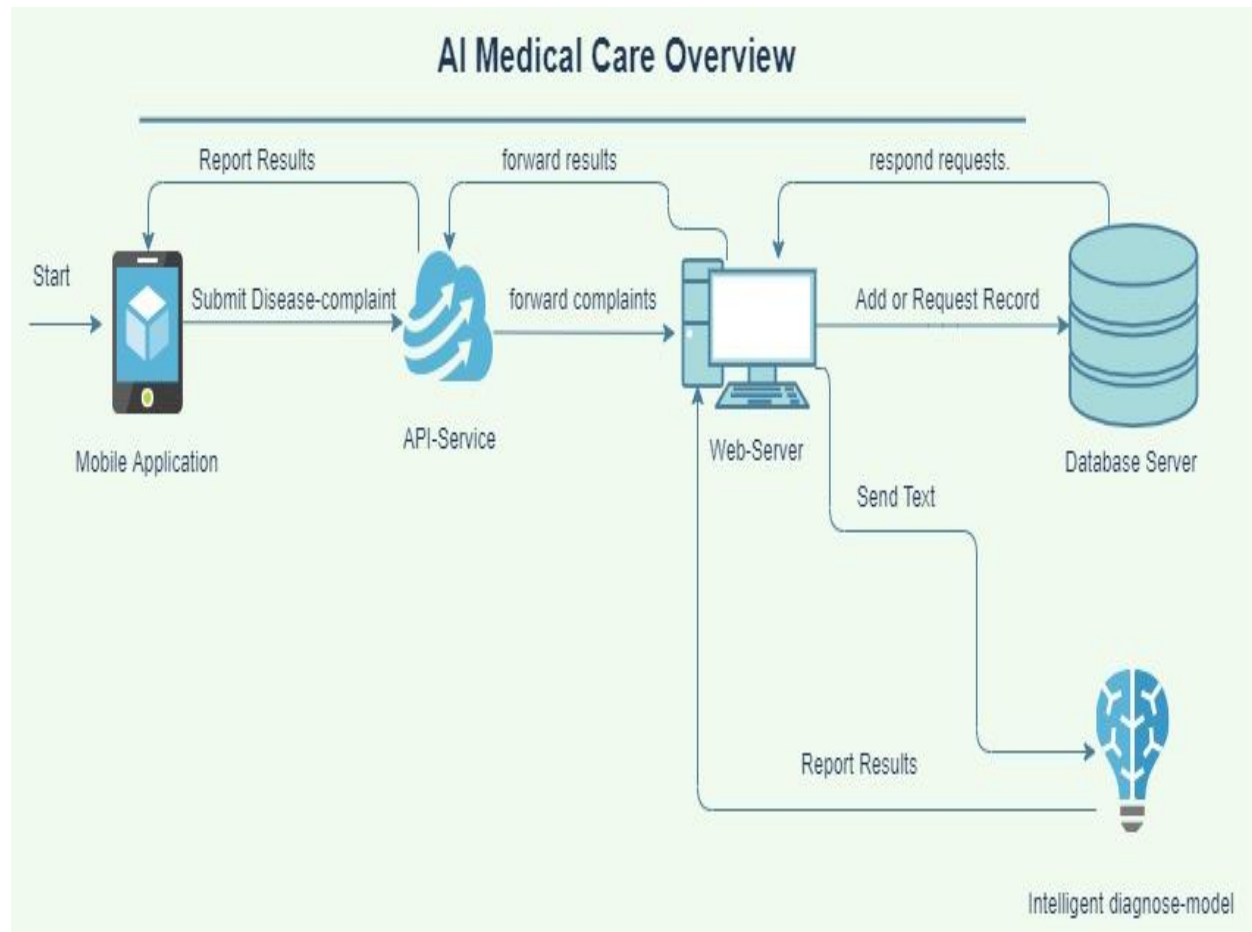 AI Medical Care Overview
Report Results
forward results
respond requests.
Start
Submit Disease-complaint
forward complaints
Add or Request Record
Mobile Application
API-Service
Web-Server
Database Server
Send Text
Report Results
Intelligent diagnose-model